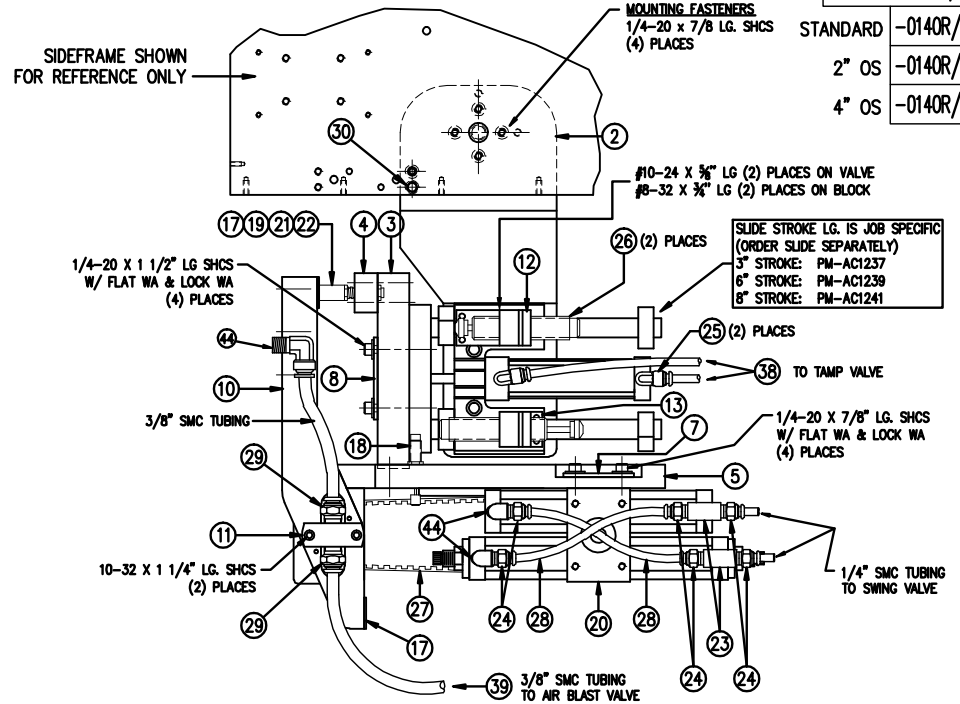 MOUNTING FASTENERS
1/4-20 x 7/8 LG. SHCS
(4) PLACES
STANDARD -0140R/
2" OS -0140R/
4" OS -0140R/
SIDEFRAME SHOWN
FOR REFERENCE ONLY
30
2
#10-24 X 5/8" LG (2) PLACES ON VALVE
#8-32 X 3/4" LG (2) PLACES ON BLOCK
17 19 21 22
4 3
26 (2) PLACES
12
SLIDE STROKE LG. IS JOB SPECIFIC
(ORDER SLIDE SEPARATELY)
3" STROKE: PM-AC1237
6" STROKE: PM-AC1239
8" STROKE: PM-AC1241
1/4-20 X 1 1/2" LG SHCS
W/ FLAT WA & LOCK WA
(4) PLACES
44
8
10
25 (2) PLACES
38 TO TAMP VALVE
3/8" SMC TUBING
13
7
1/4-20 X 7/8" LG. SHCS
W/ FLAT WA & LOCK WA
(4) PLACES
18
5
29
11
44
10-32 X 1 1/4" LG. SHCS
(2) PLACES
29
27
17
24
28
20
28
24
23
24
24
1/4" SMC TUBING
TO SWING VALVE
39 3/8" SMC TUBING
TO AIR BLAST VALVE